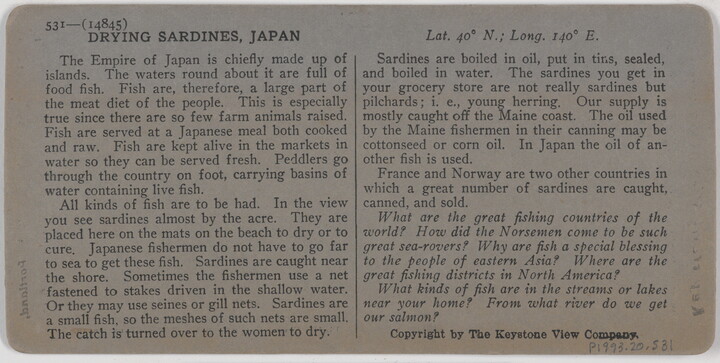 531—(14845)
DRYING SARDINES, JAPAN
Lat. 40° N.; Long. 140° E.
The Empire of Japan is chiefly made up of
islands. The waters round about it are full of
food fish. Fish are, therefore, a large part of
the meat diet of the people. This is especially
true since there are so few farm animals raised.
Fish are served at a Japanese meal both cooked
and raw. Fish are kept alive in the markets in
water so they can be served fresh. Peddlers go
through the country on foot, carrying basins of
water containing live fish.
All kinds of fish are to be had. In the view
you see sardines almost by the acre. They are
placed here on the mats on the beach to dry or to
cure. Japanese fishermen do not have to go far
to sea to get these fish. Sardines are caught near
the shore. Sometimes the fishermen use a net
fastened to stakes driven in the shallow water.
Or they may use seines or gill nets. Sardines are
a small fish, so the meshes of such nets are small.
The catch is turned over to the women to dry.
Sardines are boiled in oil, put in tins, sealed,
and boiled in water. The sardines you get in
your grocery store are not really sardines but
pilchards; i. e., young herring. Our supply is
mostly caught off the Maine coast. The oil used
by the Maine fishermen in their canning may be
cottonseed or corn oil. In Japan the oil of an-
other fish is used.
France and Norway are two other countries in
which a great number of sardines are caught,
canned, and sold.
What are the great fishing countries of the
world? How did the Norsemen come to be such
great sea-rovers? Why are fish a special blessing
to the people of eastern Asia? Where are the
great fishing districts in North America?
What kinds of fish are in the streams or lakes
near your home? From what river do we get
our salmon?
Copyright by The Keystone View Company.
P1993.20.531